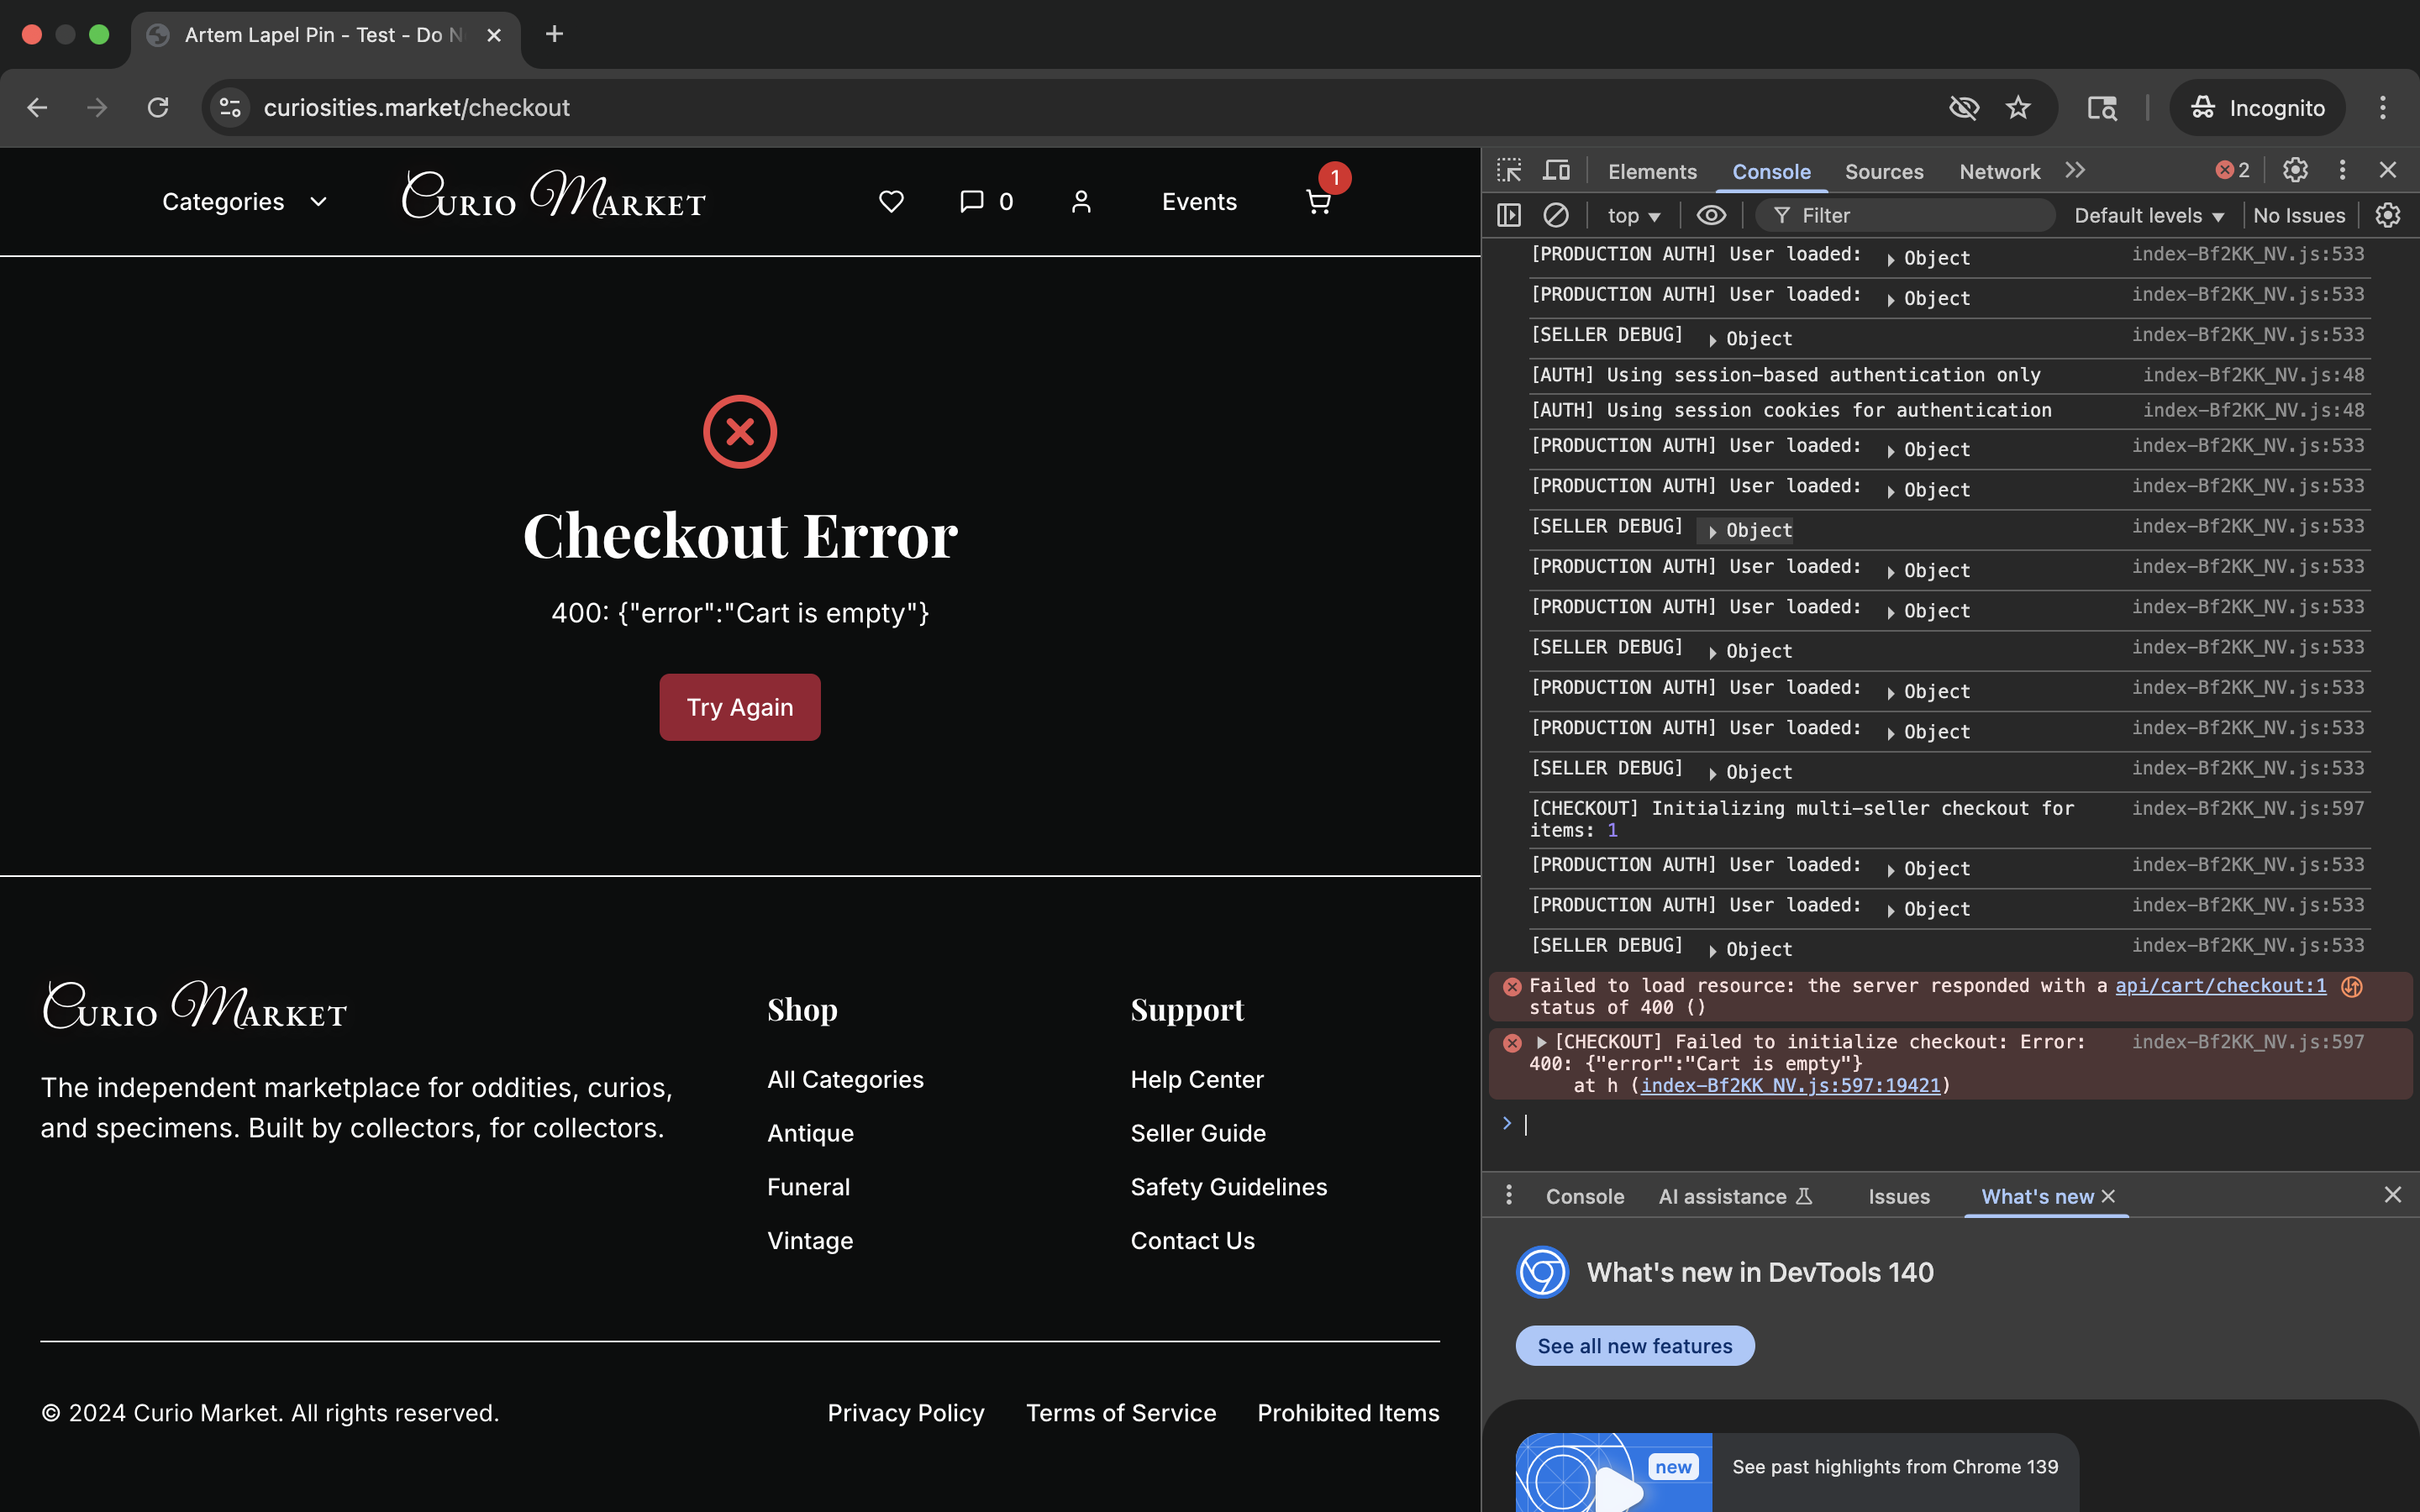 Artem Lapel Pin - Test - Do N
curiosities.market/checkout
Incognito
Categories
Curio Market
0
Events
1
Checkout Error
400: {"error":"Cart is empty"}
Try Again
Curio Market
The independent marketplace for oddities, curios,
and specimens. Built by collectors, for collectors.
Shop
All Categories
Antique
Funeral
Vintage
Support
Help Center
Seller Guide
Safety Guidelines
Contact Us
© 2024 Curio Market. All rights reserved.
Privacy Policy Terms of Service Prohibited Items
Elements Console Sources Network 2
top Filter Default levels No Issues
[PRODUCTION AUTH] User loaded: Object index-Bf2KK_NV.js:533
[PRODUCTION AUTH] User loaded: Object index-Bf2KK_NV.js:533
[SELLER DEBUG] Object index-Bf2KK_NV.js:533
[AUTH] Using session-based authentication only index-Bf2KK_NV.js:48
[AUTH] Using session cookies for authentication index-Bf2KK_NV.js:48
[PRODUCTION AUTH] User loaded: Object index-Bf2KK_NV.js:533
[PRODUCTION AUTH] User loaded: Object index-Bf2KK_NV.js:533
[SELLER DEBUG] Object index-Bf2KK_NV.js:533
[PRODUCTION AUTH] User loaded: Object index-Bf2KK_NV.js:533
[PRODUCTION AUTH] User loaded: Object index-Bf2KK_NV.js:533
[SELLER DEBUG] Object index-Bf2KK_NV.js:533
[PRODUCTION AUTH] User loaded: Object index-Bf2KK_NV.js:533
[PRODUCTION AUTH] User loaded: Object index-Bf2KK_NV.js:533
[SELLER DEBUG] Object index-Bf2KK_NV.js:533
[CHECKOUT] Initializing multi-seller checkout for index-Bf2KK_NV.js:597
items: 1
[PRODUCTION AUTH] User loaded: Object index-Bf2KK_NV.js:533
[PRODUCTION AUTH] User loaded: Object index-Bf2KK_NV.js:533
[SELLER DEBUG] Object index-Bf2KK_NV.js:533
Failed to load resource: the server responded with a api/cart/checkout:1
status of 400 ()
[CHECKOUT] Failed to initialize checkout: Error: index-Bf2KK_NV.js:597
400: {"error":"Cart is empty"}
at h (index-Bf2KK_NV.js:597:19421)
Console AI assistance Issues What's new
What's new in DevTools 140
See all new features
new
See past highlights from Chrome 139